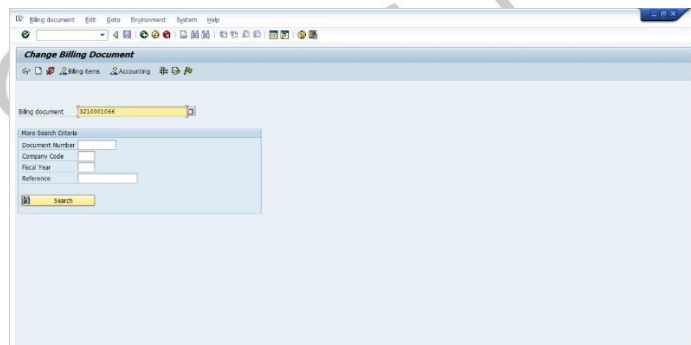 Billing document Edit Goto Environment System Help
Change Billing Document
Billing items Accounting
Billing document 3210001066
More Search Criteria
Document Number
Company Code
Fiscal Year
Reference
Search